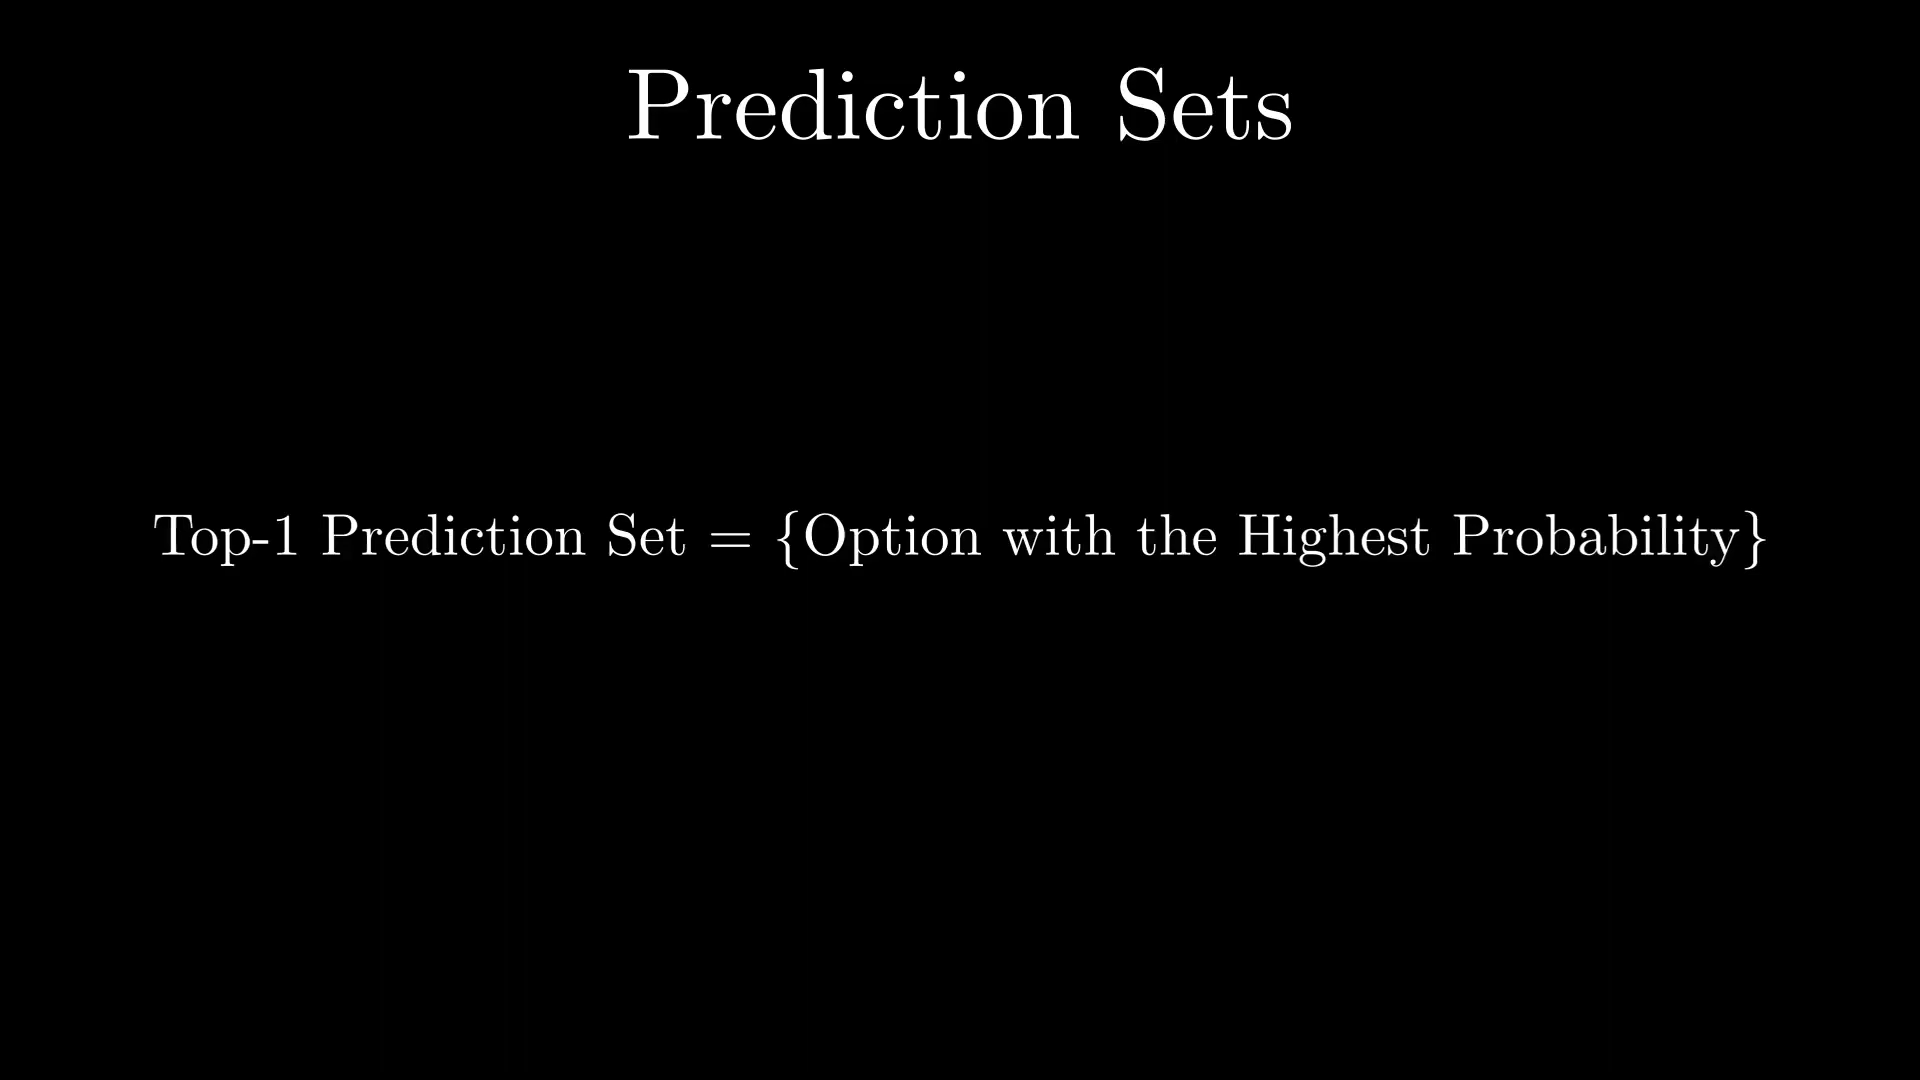 Prediction Sets
Top-1 Prediction Set = {Option with the Highest Probability}